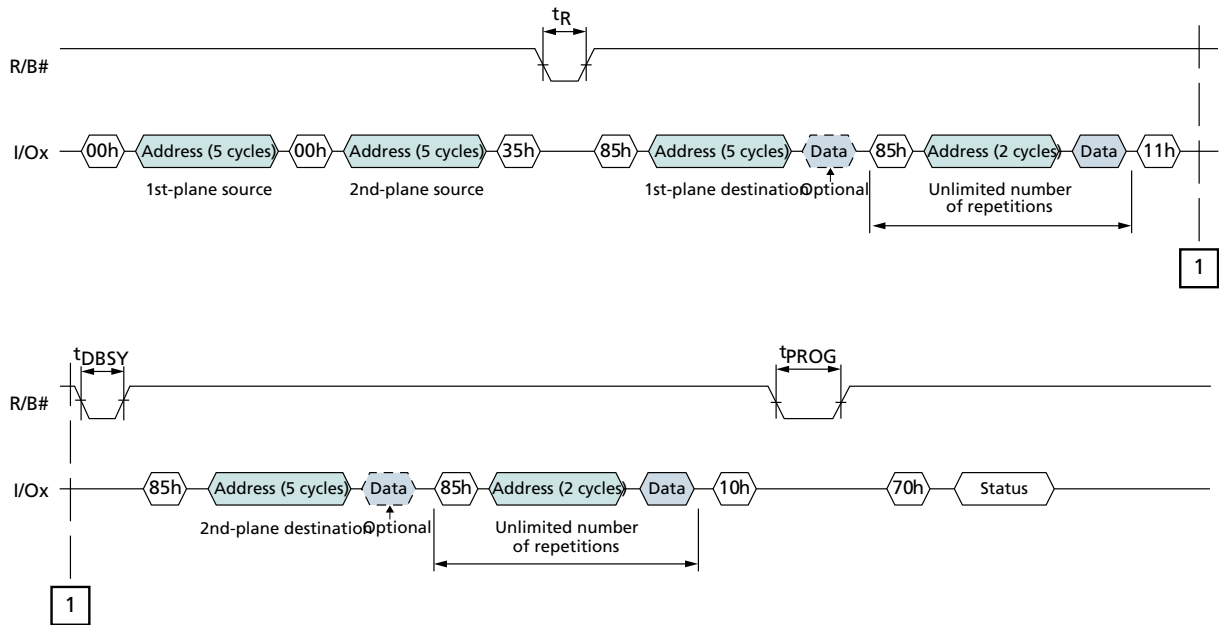 tR
R/B#
I/Ox 00h Address (5 cycles) 00h Address (5 cycles) 35h 85h Address (5 cycles) Data 85h Address (2 cycles) Data 11h
1st-plane source 2nd-plane source 1st-plane destination Optional Unlimited number
of repetitions
1
tDBSY tPROG
R/B#
I/Ox 85h Address (5 cycles) Data 85h Address (2 cycles) Data 10h 70h Status
2nd-plane destination Optional Unlimited number
of repetitions
1